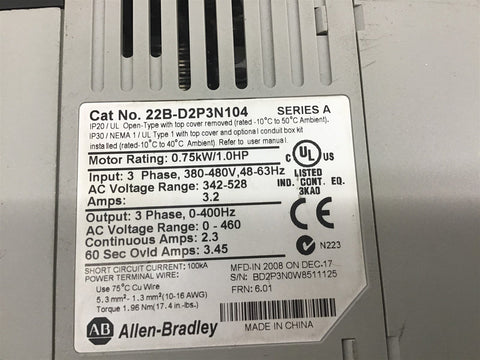 Cat No. 22B-D2P3N104 SERIES A
IP20 / UL Open-Type with top cover removed (rated -10°C to 50°C Ambient).
IP30 / NEMA 1 / UL Type 1 with top cover and optional conduit box kit
installed (rated -10°C to 40°C Ambient). Refer to user manual.
Motor Rating: 0.75kW/1.0HP
Input: 3 Phase, 380-480V,48-63Hz
AC Voltage Range: 342-528
Amps: 3.2
Output: 3 Phase, 0-400Hz
AC Voltage Range: 0 - 460
Continuous Amps: 2.3
60 Sec Ovld Amps: 3.45
C UL US
LISTED
IND. CONT. EQ.
3KAD
CE
N223
SHORT CIRCUIT CURRENT: 100kA
POWER TERMINAL WIRE:
Use 75°C Cu Wire
5.3 mm² - 1.3 mm²(10-16 AWG)
Torque 1.96 Nm(17.4 in.-lbs.)
MFD-IN 2008 ON DEC-17
S/N: BD2P3N0W8511125
FRN: 6.01
AB Allen-Bradley
MADE IN CHINA